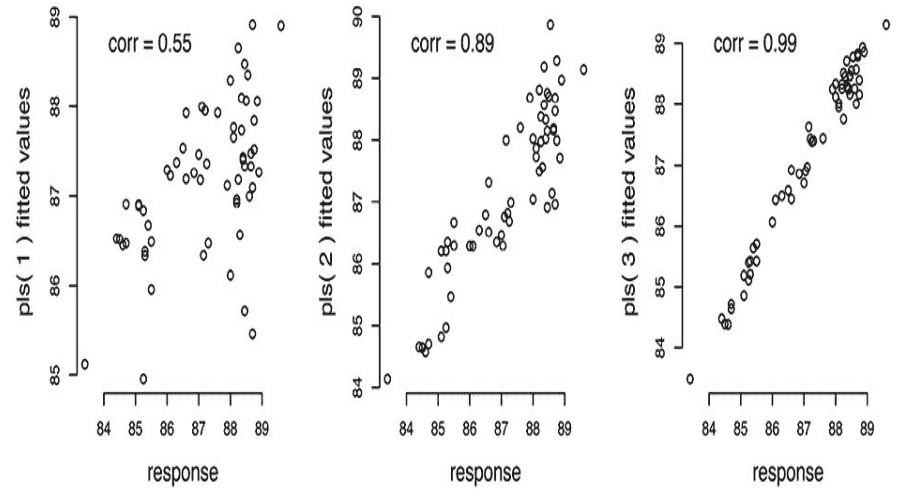 corr = 0.55
pls( 1 ) fitted values
85 86 87 88 89
84 85 86 87 88 89
response
corr = 0.89
pls( 2 ) fitted values
84 85 86 87 88 89 90
84 85 86 87 88 89
response
corr = 0.99
pls( 3 ) fitted values
84 85 86 87 88 89
84 85 86 87 88 89
response